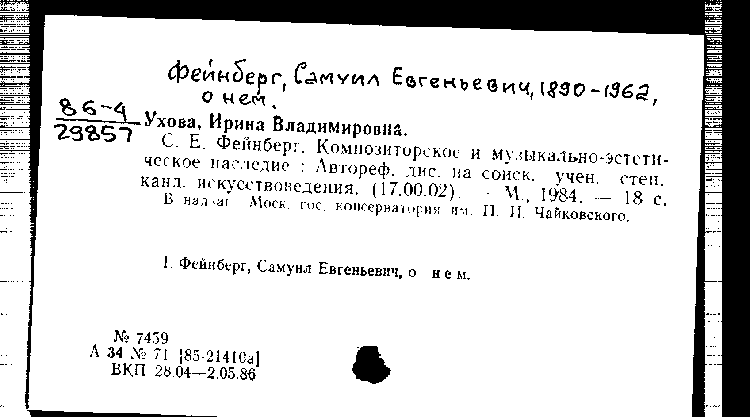 Фейнберг, Самуил Евгеньевич, 1890-1962,
о нем.
86-4
29857
Ухова, Ирина Владимировна.
С. Е. Фейнберг. Композиторское и музыкально-эстети-
ческое наследие : Автореф. дис. на соиск. учен. степ.
канд. искусствоведения. (17.00.02). — М., 1984. — 18 с.
В надзаг. Моск. гос. консерватория им. П. И. Чайковского.
1. Фейнберг, Самуил Евгеньевич, о нем.
№ 7459
А 34 № 71 [85-21410а]
ВКП 28.04—2.05.86